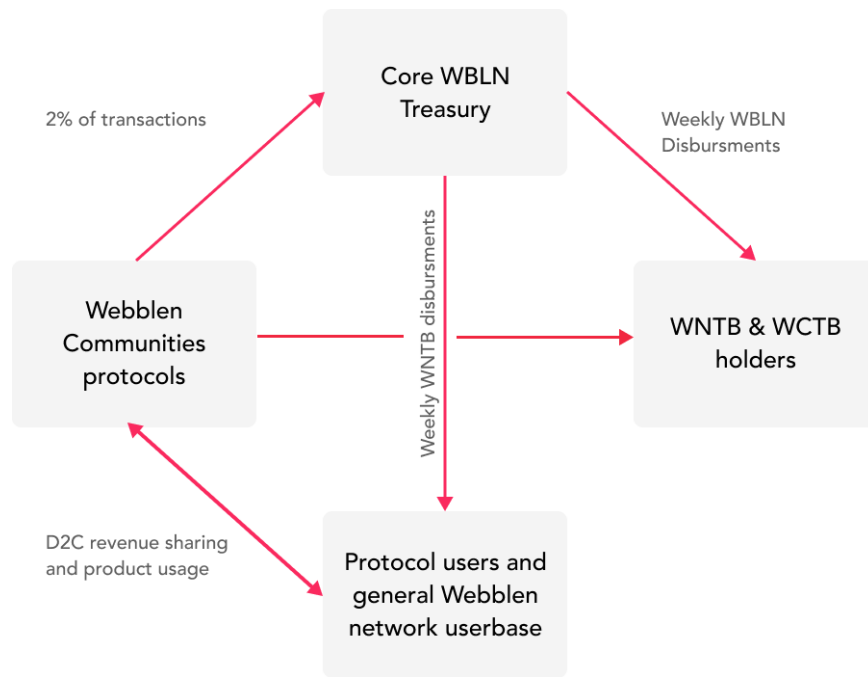 Core WBLN
Treasury
2% of transactions
Weekly WBLN
Disbursments
Weekly WNTB disbursments
Webblen
Communities
protocols
WNTB & WCTB
holders
D2C revenue sharing
and product usage
Protocol users and
general Webblen
network userbase